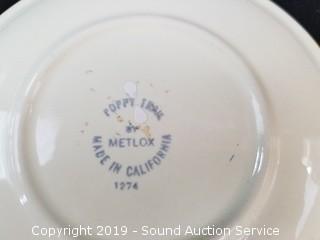 POPPY TRAIL
BY
METLOX
MADE IN CALIFORNIA
1274
Copyright 2019 - Sound Auction Service